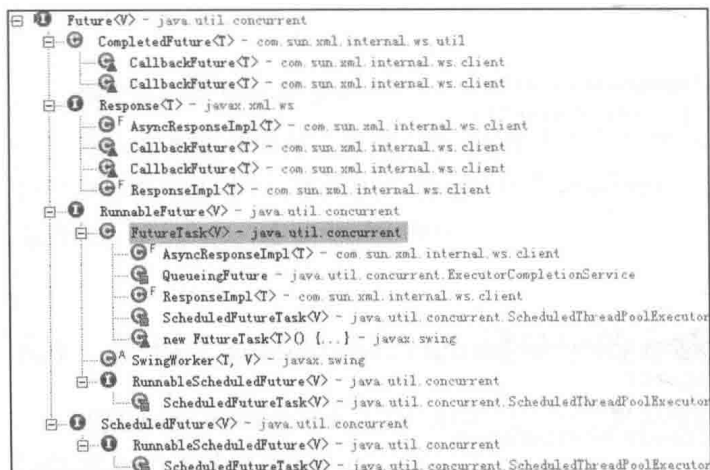 Future<V> - java.util.concurrent
CompletedFuture<T> - com.sun.xml.internal.ws.util
CallbackFuture<T> - com.sun.xml.internal.ws.client
CallbackFuture<T> - com.sun.xml.internal.ws.client
Response<T> - javax.xml.ws
F AsyncResponseImpl<T> - com.sun.xml.internal.ws.client
CallbackFuture<T> - com.sun.xml.internal.ws.client
CallbackFuture<T> - com.sun.xml.internal.ws.client
F ResponseImpl<T> - com.sun.xml.internal.ws.client
RunnableFuture<V> - java.util.concurrent
FutureTask<V> - java.util.concurrent
F AsyncResponseImpl<T> - com.sun.xml.internal.ws.client
QueueingFuture - java.util.concurrent.ExecutorCompletionService
F ResponseImpl<T> - com.sun.xml.internal.ws.client
ScheduledFutureTask<V> - java.util.concurrent.ScheduledThreadPoolExecutor
new FutureTask<T>() {...} - javax.swing
A SwingWorker<T, V> - javax.swing
RunnableScheduledFuture<V> - java.util.concurrent
ScheduledFutureTask<V> - java.util.concurrent.ScheduledThreadPoolExecutor
ScheduledFuture<V> - java.util.concurrent
RunnableScheduledFuture<V> - java.util.concurrent
ScheduledFutureTask<V> - java.util.concurrent.ScheduledThreadPoolExecutor